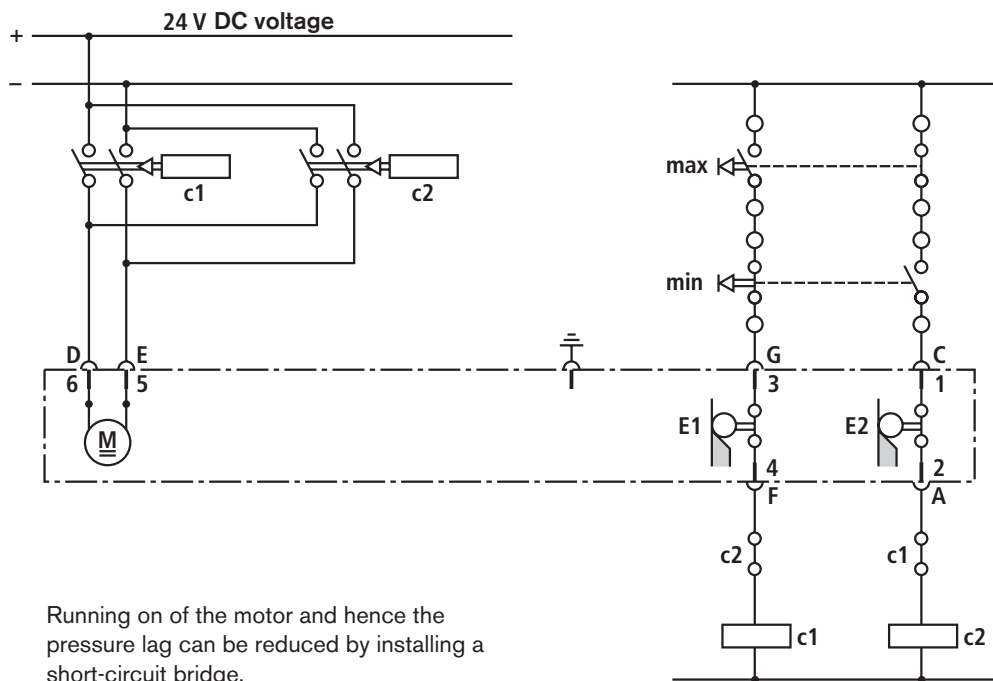 24 V DC voltage
+
−
c1
c2
max
min
D E G C
6 5 3 1
M
E1 E2
4 2
F A
c2 c1
c1 c2
Running on of the motor and hence the
pressure lag can be reduced by installing a
short-circuit bridge.